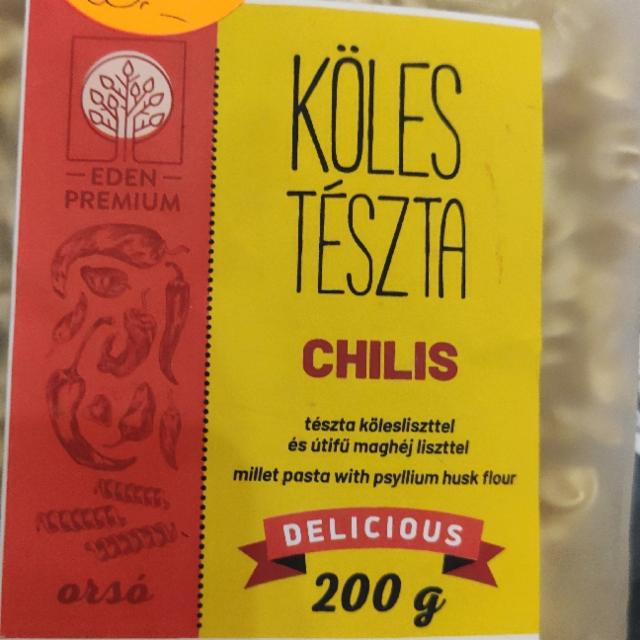 EDEN
PREMIUM
orsó
KÖLES
TÉSZTA
CHILIS
tészta kölesliszttel
és útifű maghéj liszttel
millet pasta with psyllium husk flour
DELICIOUS
200 g